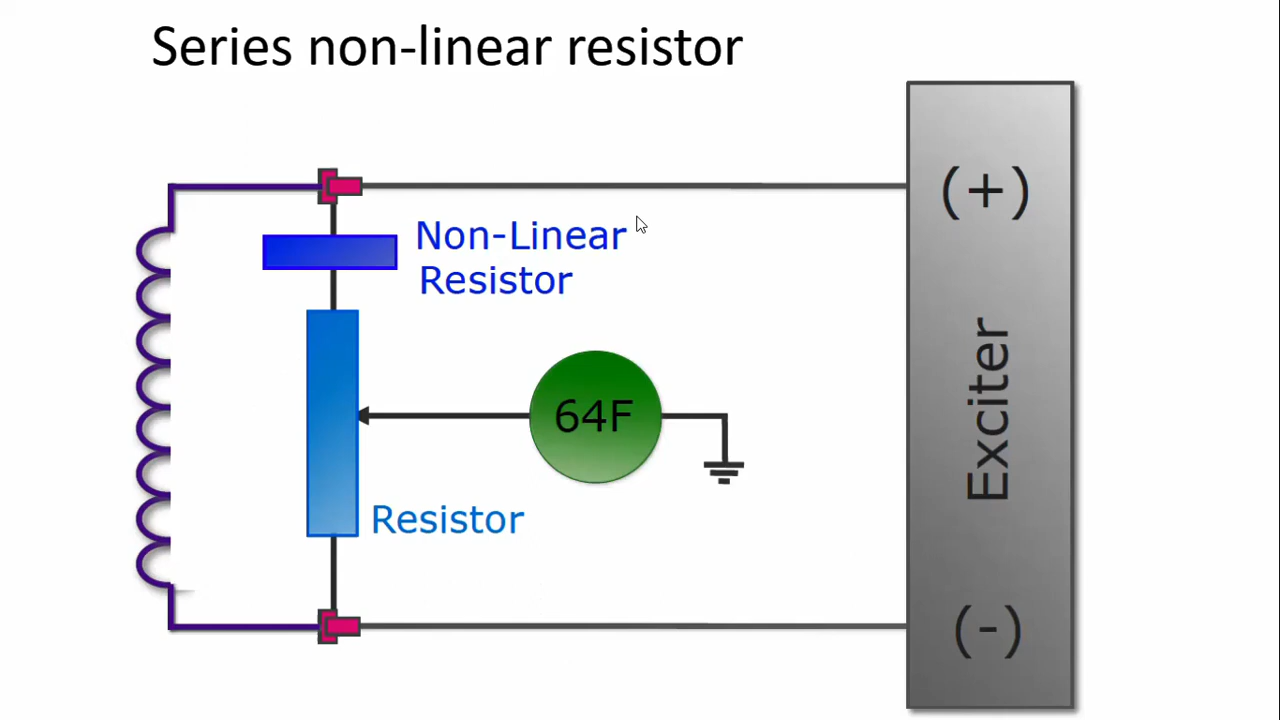 Series non-linear resistor
(+)
Non-Linear
Resistor
64F
Exciter
Resistor
(-)